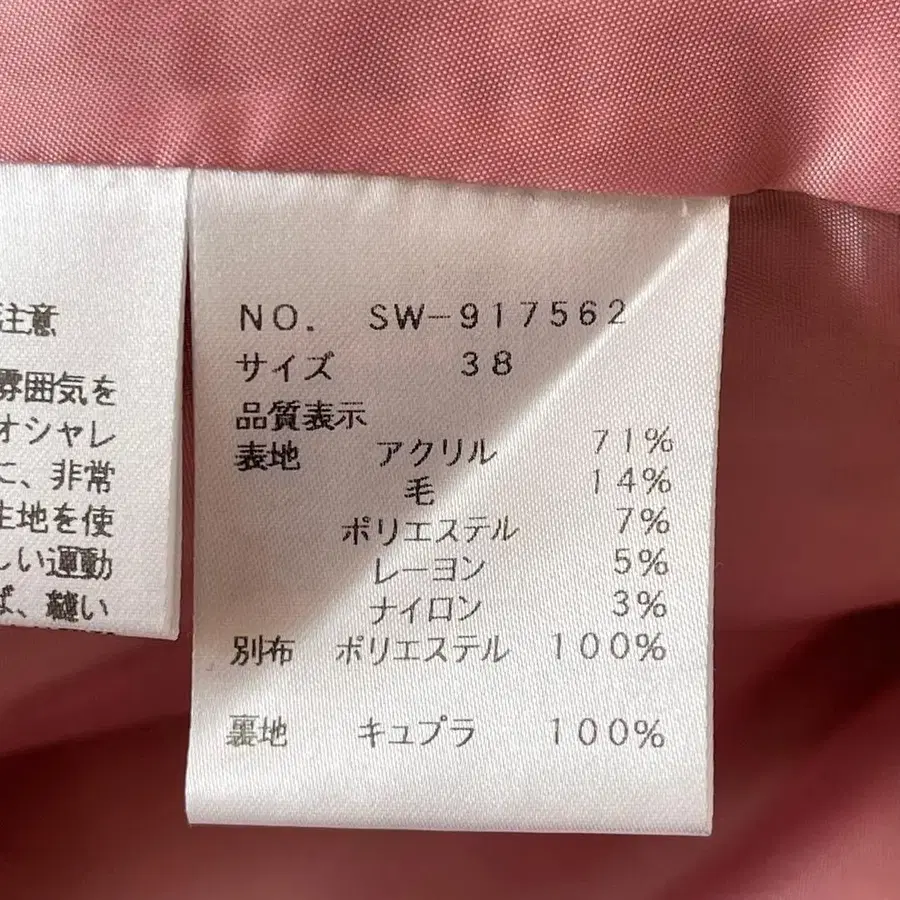 注意
雰囲気を
オシャレ
に、非常
生地を使
しい運動
ば、縫い
NO. SW-917562
サイズ 38
品質表示
表地 アクリル 71%
毛 14%
ポリエステル 7%
レーヨン 5%
ナイロン 3%
別布 ポリエステル 100%
裏地 キュプラ 100%